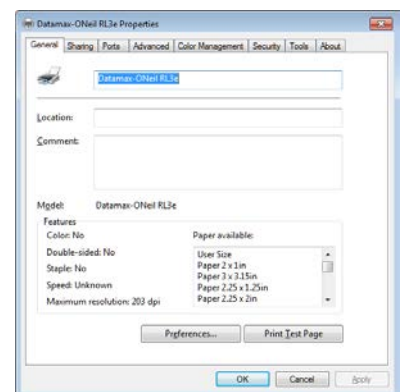 Datamax-ONeil RL3e Properties
General Sharing Ports Advanced Color Management Security Tools About
Datamax-ONeil RL3e
Location:
Comment:
Model: Datamax-ONeil RL3e
Features
Color: No
Paper available:
Double-sided: No
Staple: No
Speed: Unknown
Maximum resolution: 203 dpi
User Size
Paper 2 x 1in
Paper 3 x 3.15in
Paper 2.25 x 1.25in
Paper 2.25 x 2in
Preferences... Print Test Page
OK Cancel Apply